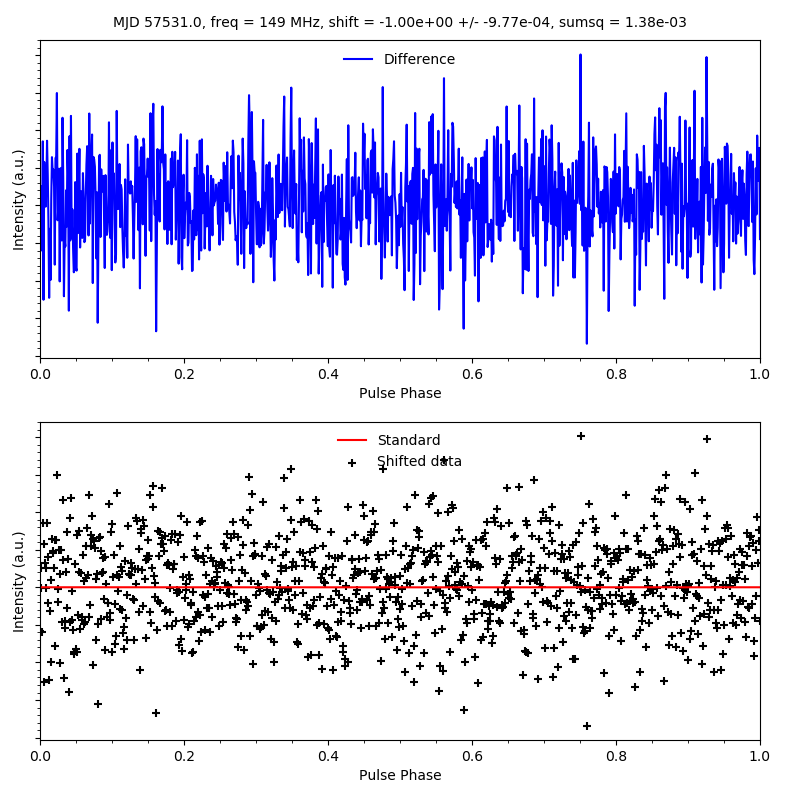 MJD 57531.0, freq = 149 MHz, shift = -1.00e+00 +/- -9.77e-04, sumsq = 1.38e-03
Difference
Intensity (a.u.)
0.0 0.2 0.4 0.6 0.8 1.0
Pulse Phase
Standard
Shifted data
Intensity (a.u.)
0.0 0.2 0.4 0.6 0.8 1.0
Pulse Phase